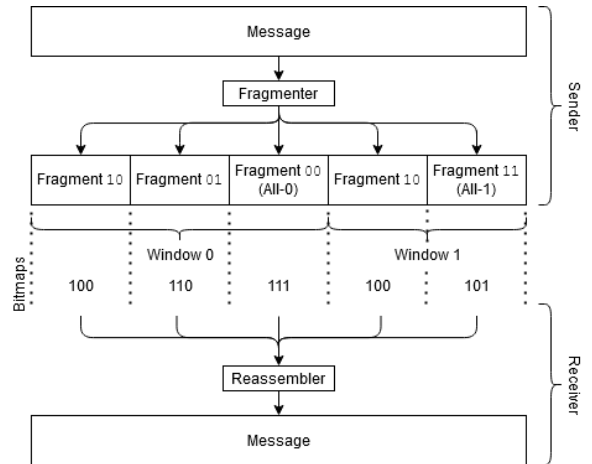 Message
Fragmenter
Sender
Fragment 10
Fragment 01
Fragment 00
(All-0)
Fragment 10
Fragment 11
(All-1)
Window 0
Window 1
Bitmaps
100
110
111
100
101
Reassembler
Receiver
Message